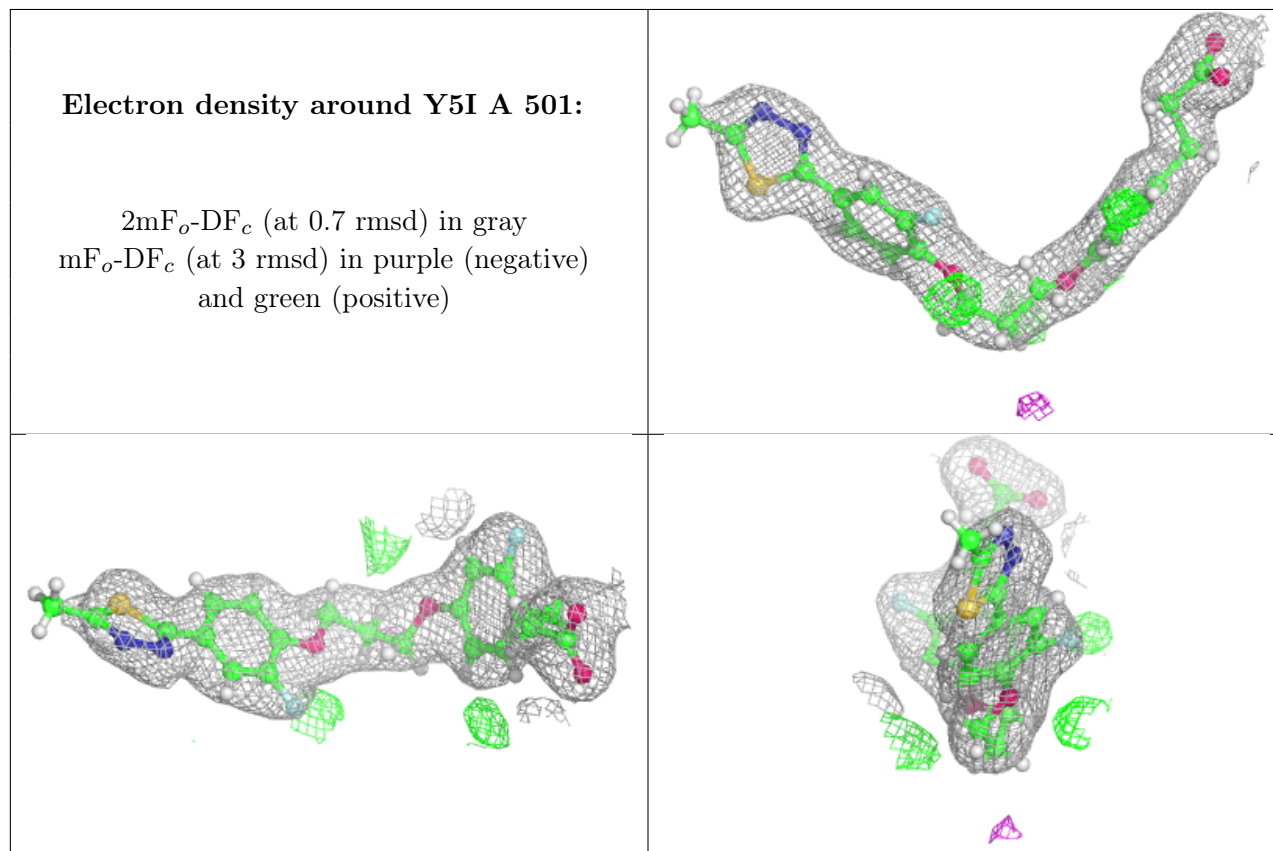 Electron density around Y5I A 501:
2mFo-DFc (at 0.7 rmsd) in gray
mFo-DFc (at 3 rmsd) in purple (negative)
and green (positive)